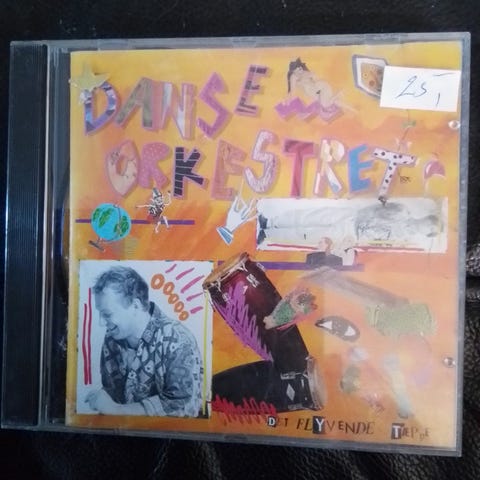 DANSE
25,-
ORKESTRET
DET FLYVENDE TÆPPE